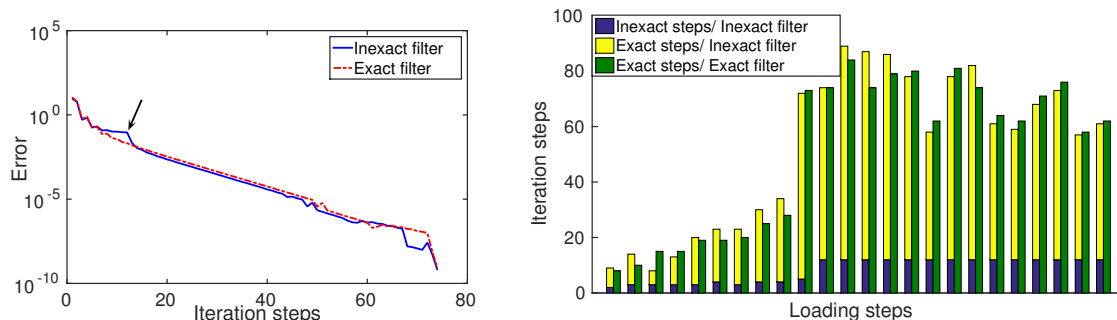 10^5
10^0
10^-5
10^-10
Error
0
20
40
60
80
Iteration steps
Inexact filter
Exact filter
100
80
60
40
20
0
Iteration steps
Loading steps
Inexact steps/ Inexact filter
Exact steps/ Inexact filter
Exact steps/ Exact filter